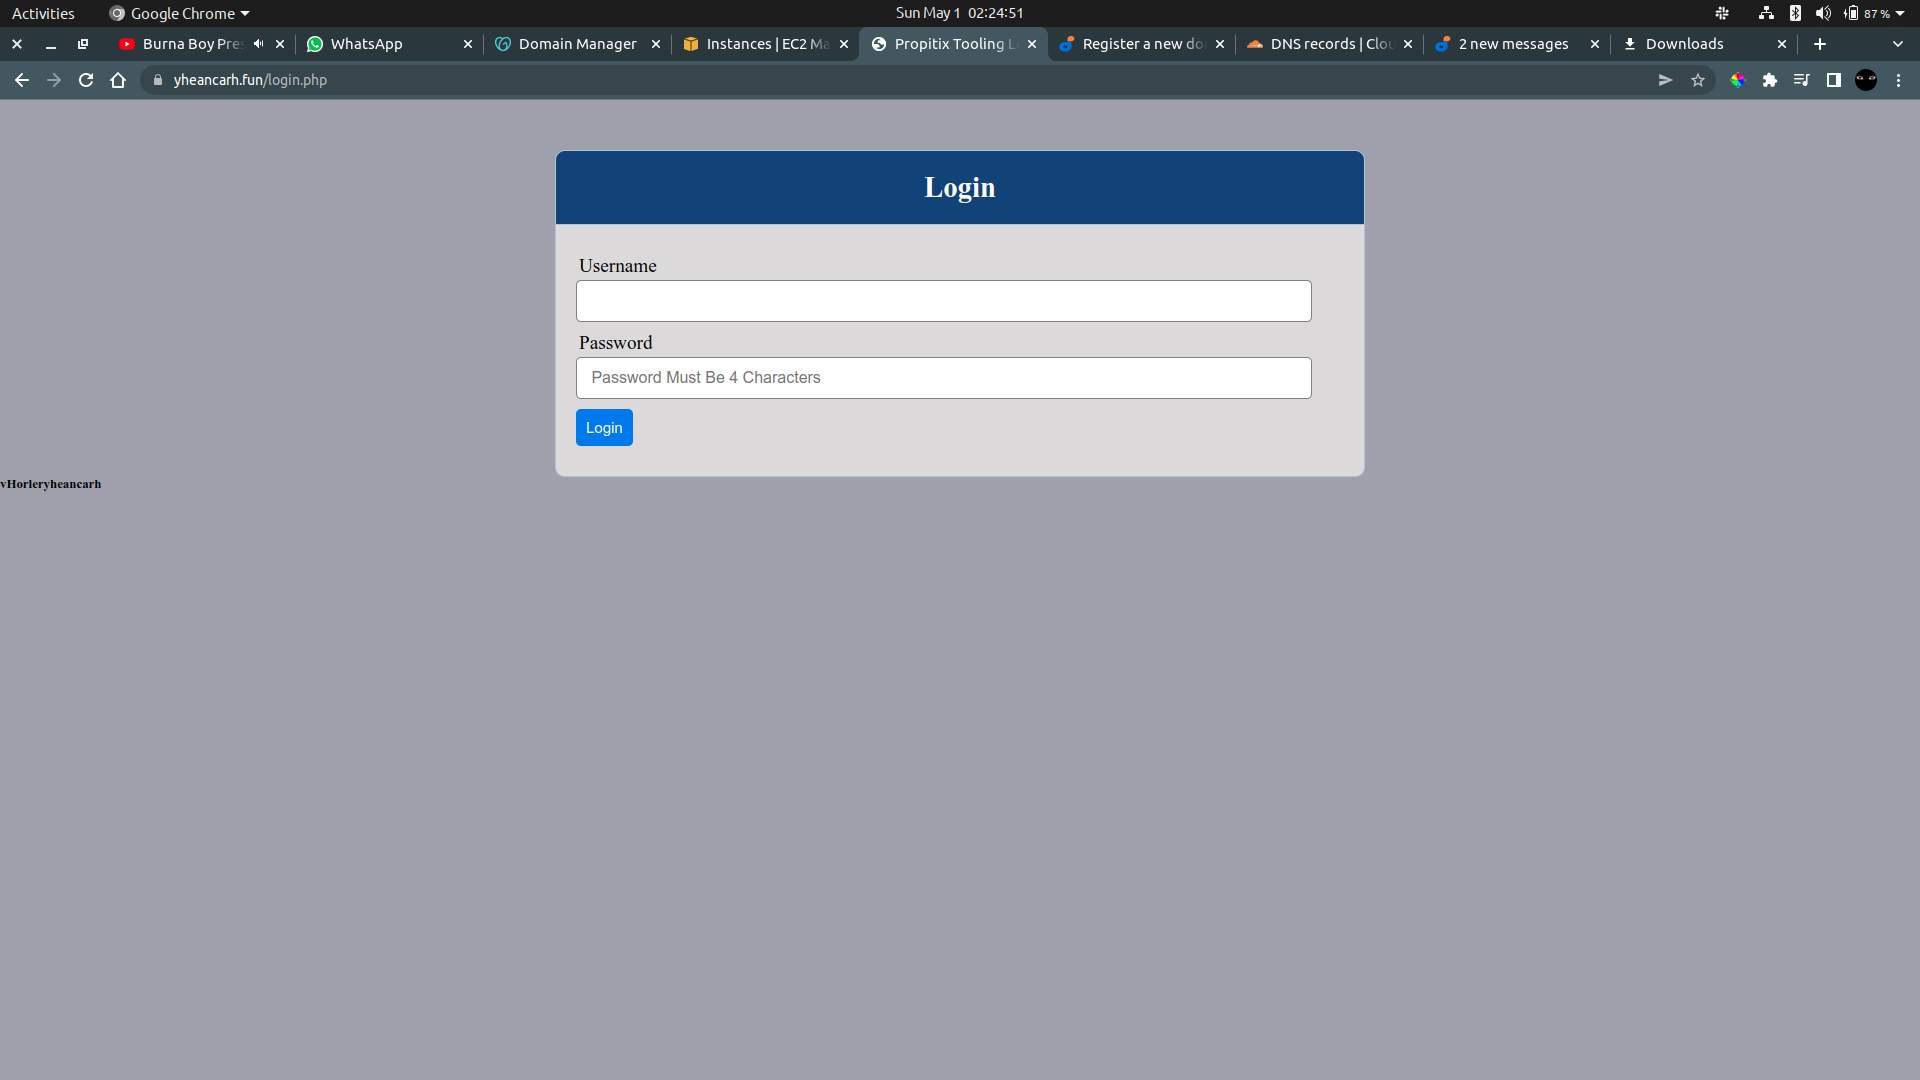 Activities
Google Chrome
Sun May 1 02:24:51
87 %
Burna Boy Pres
WhatsApp
Domain Manager
Instances | EC2 Ma
Propitix Tooling L
Register a new do
DNS records | Clou
2 new messages
Downloads
yheancarh.fun/login.php
Login
Username
Password
Password Must Be 4 Characters
Login
vHorleryheancarh